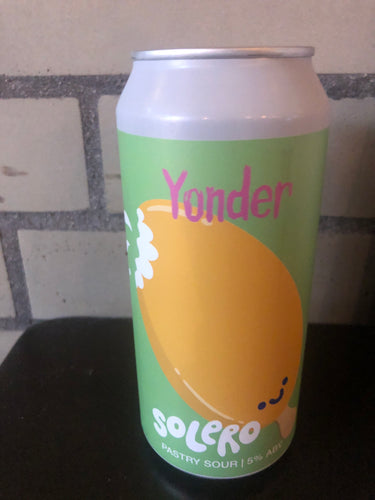 Yonder
SOLERO
PASTRY SOUR | 5% ABV